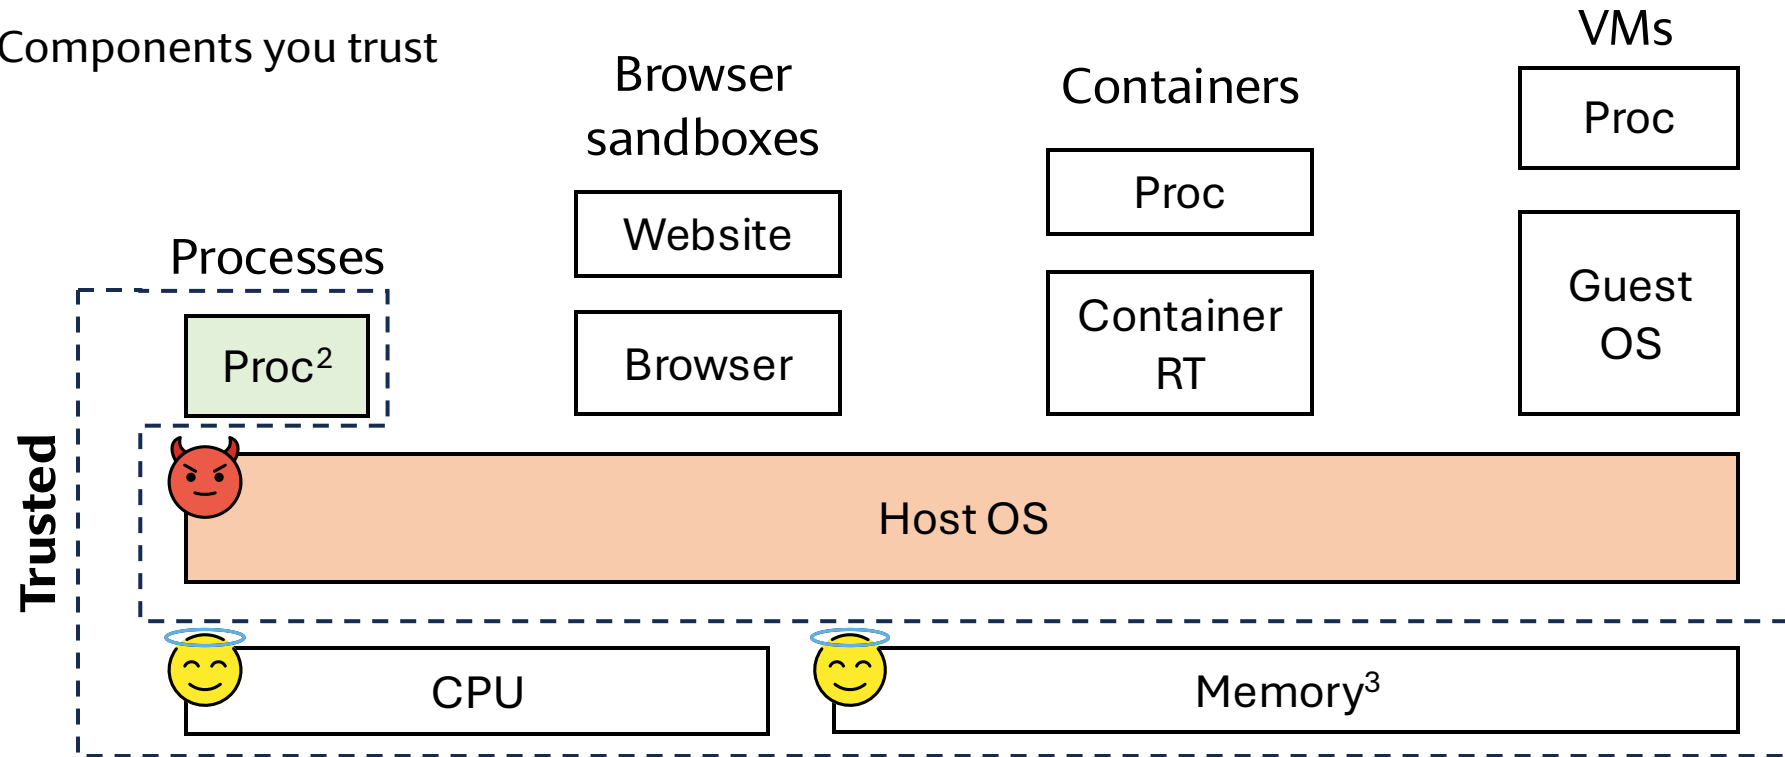 Components you trust
VMs
Browser
sandboxes
Containers
Proc
Proc
Website
Processes
Guest
OS
Container
RT
Browser
Proc²
Trusted
Host OS
CPU
Memory³